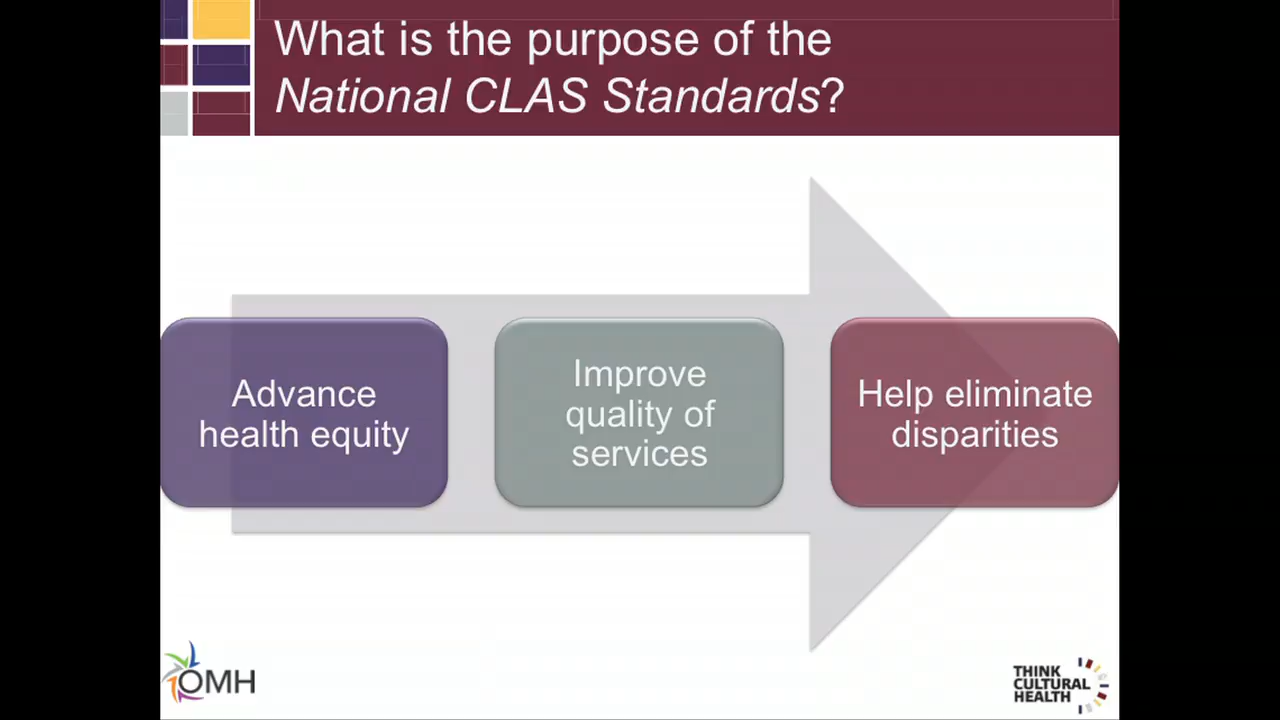 What is the purpose of the
National CLAS Standards?
Advance
health equity
Improve
quality of
services
Help eliminate
disparities
OMH
THINK
CULTURAL
HEALTH